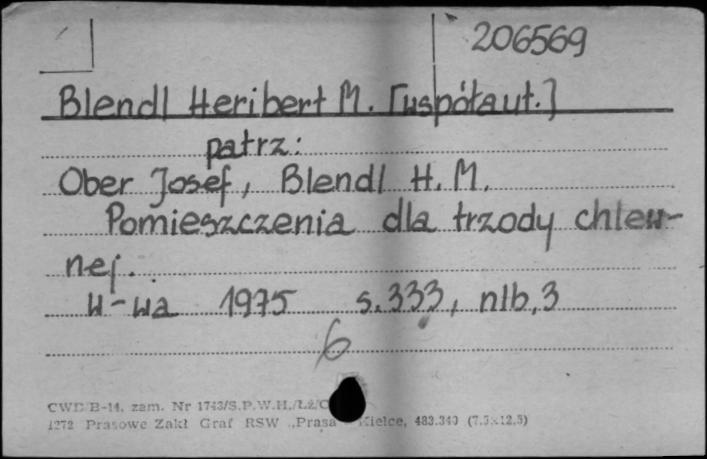 206569
Blendl Heribert M. [współaut.]
patrz:
Ober Josef, Blendl H. M.
Pomieszczenia dla trzody chlew-
nej.
W-wa 1975 s. 333, nlb, 3
6
CWD B-14. zam. Nr 1743/S.P.W.H./Łż/
1272 Prasowe Zakł Graf RSW „Prasa Kielce, 483.340 (7.5x12.5)